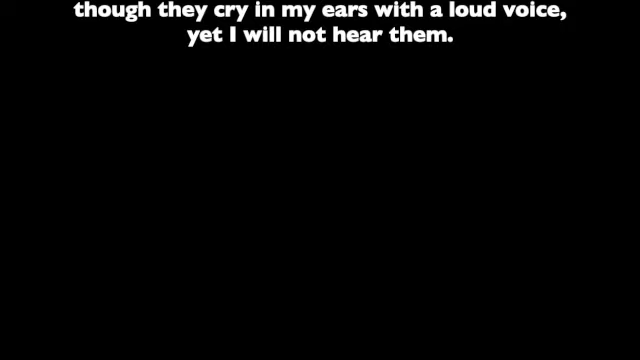 though they cry in my ears with a loud voice,
yet I will not hear them.